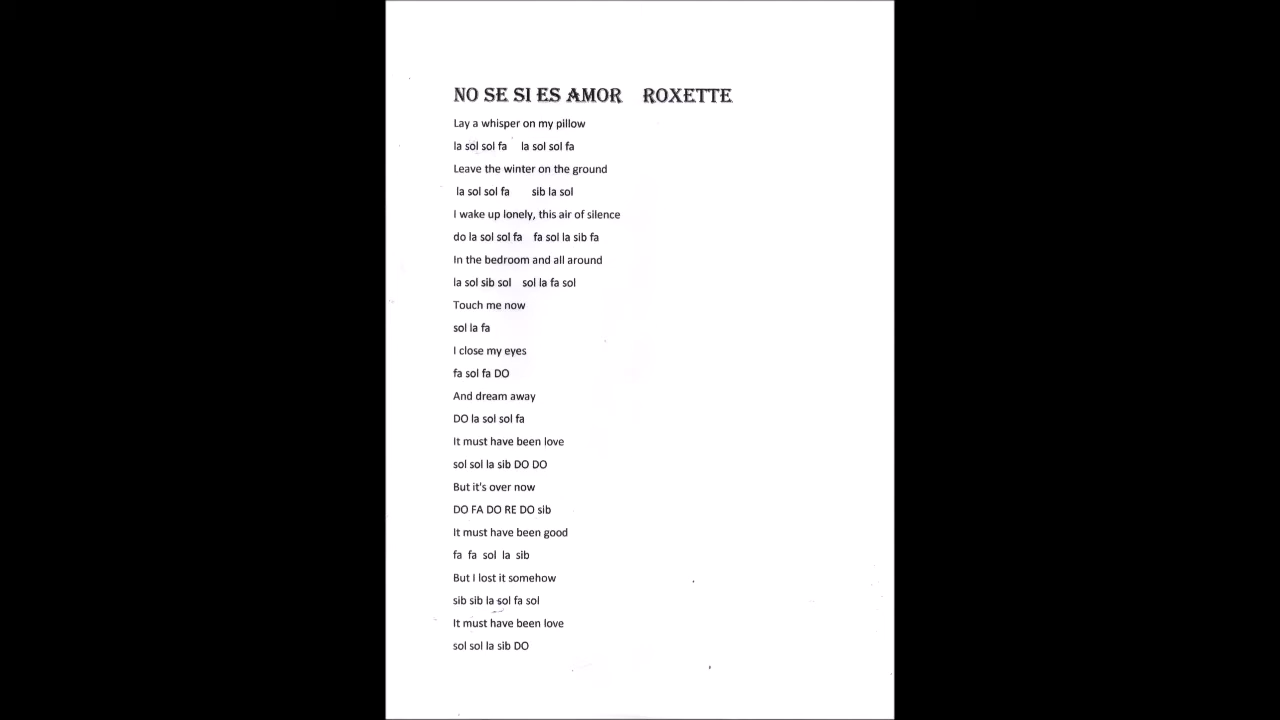 NO SE SI ES AMOR ROXETTE
Lay a whisper on my pillow
la sol sol fa la sol sol fa
Leave the winter on the ground
la sol sol fa sib la sol
I wake up lonely, this air of silence
do la sol sol fa fa sol la sib fa
In the bedroom and all around
la sol sib sol sol la fa sol
Touch me now
sol la fa
I close my eyes
fa sol fa DO
And dream away
DO la sol sol fa
It must have been love
sol sol la sib DO DO
But it's over now
DO FA DO RE DO sib
It must have been good
fa fa sol la sib
But I lost it somehow
sib sib la sol fa sol
It must have been love
sol sol la sib DO